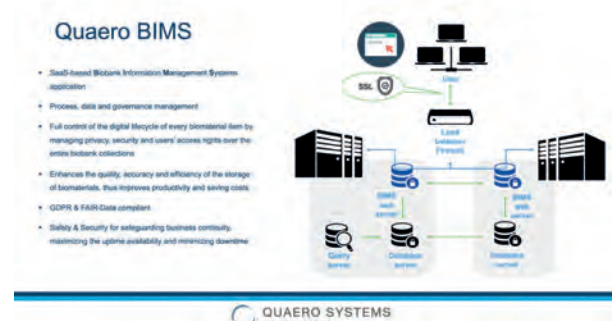 Quaero BIMS
• SaaS-based Biobank Information Management Systems
application
• Process, data and governance management
• Full control of the digital lifecycle of every biomaterial item by
managing privacy, security and users' access rights over the
entire biobank collections
• Enhances the quality, accuracy and efficiency of the storage
of biomaterials, thus improves productivity and saving costs
• GDPR & FAIR-Data compliant
• Safety & Security for safeguarding business continuity,
maximizing the uptime availability and minimizing downtime
User
SSL
Load
balancer
Firewall
BIMS
web
server
BIMS
web
server
Query
server
Database
server
Database
server
QUAERO SYSTEMS